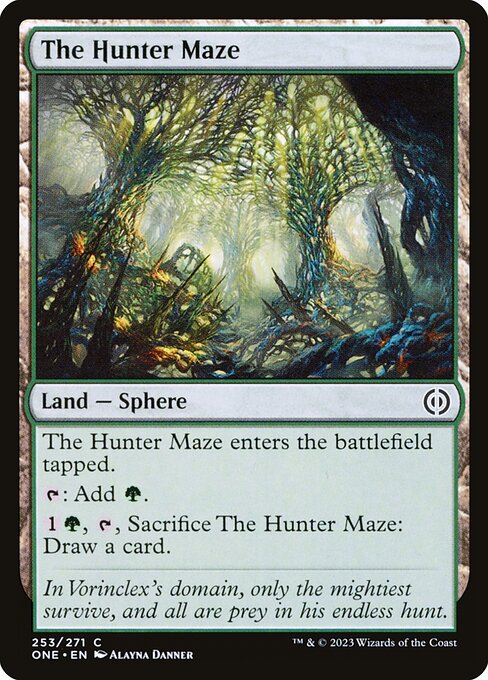 The Hunter Maze
Land — Sphere
The Hunter Maze enters the battlefield
tapped.
: Add .
1 , , Sacrifice The Hunter Maze:
Draw a card.
In Vorinclex's domain, only the mightiest
survive, and all are prey in his endless hunt.
253/271 C
ONE • EN Alayna Danner
™ & © 2023 Wizards of the Coast